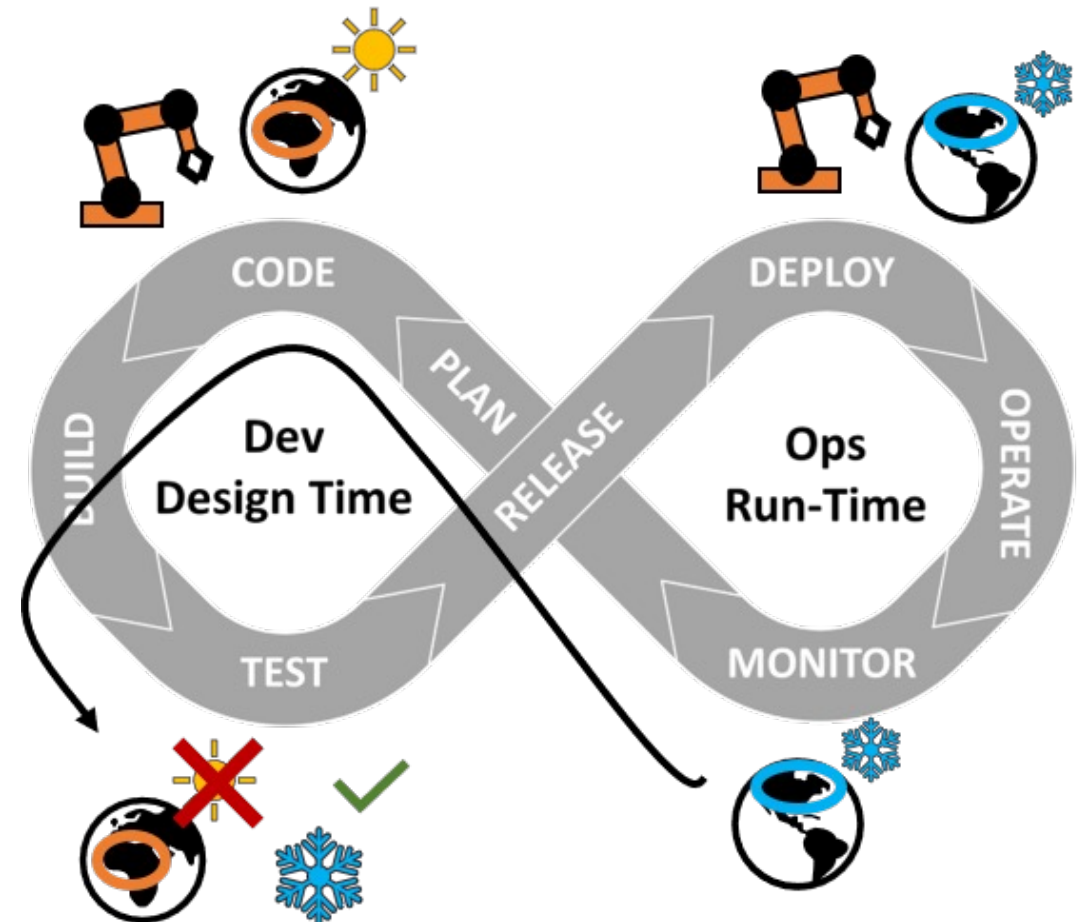 CODE
DEPLOY
PLAN
BUILD
Dev
Design Time
RELEASE
Ops
Run-Time
OPERATE
TEST
MONITOR